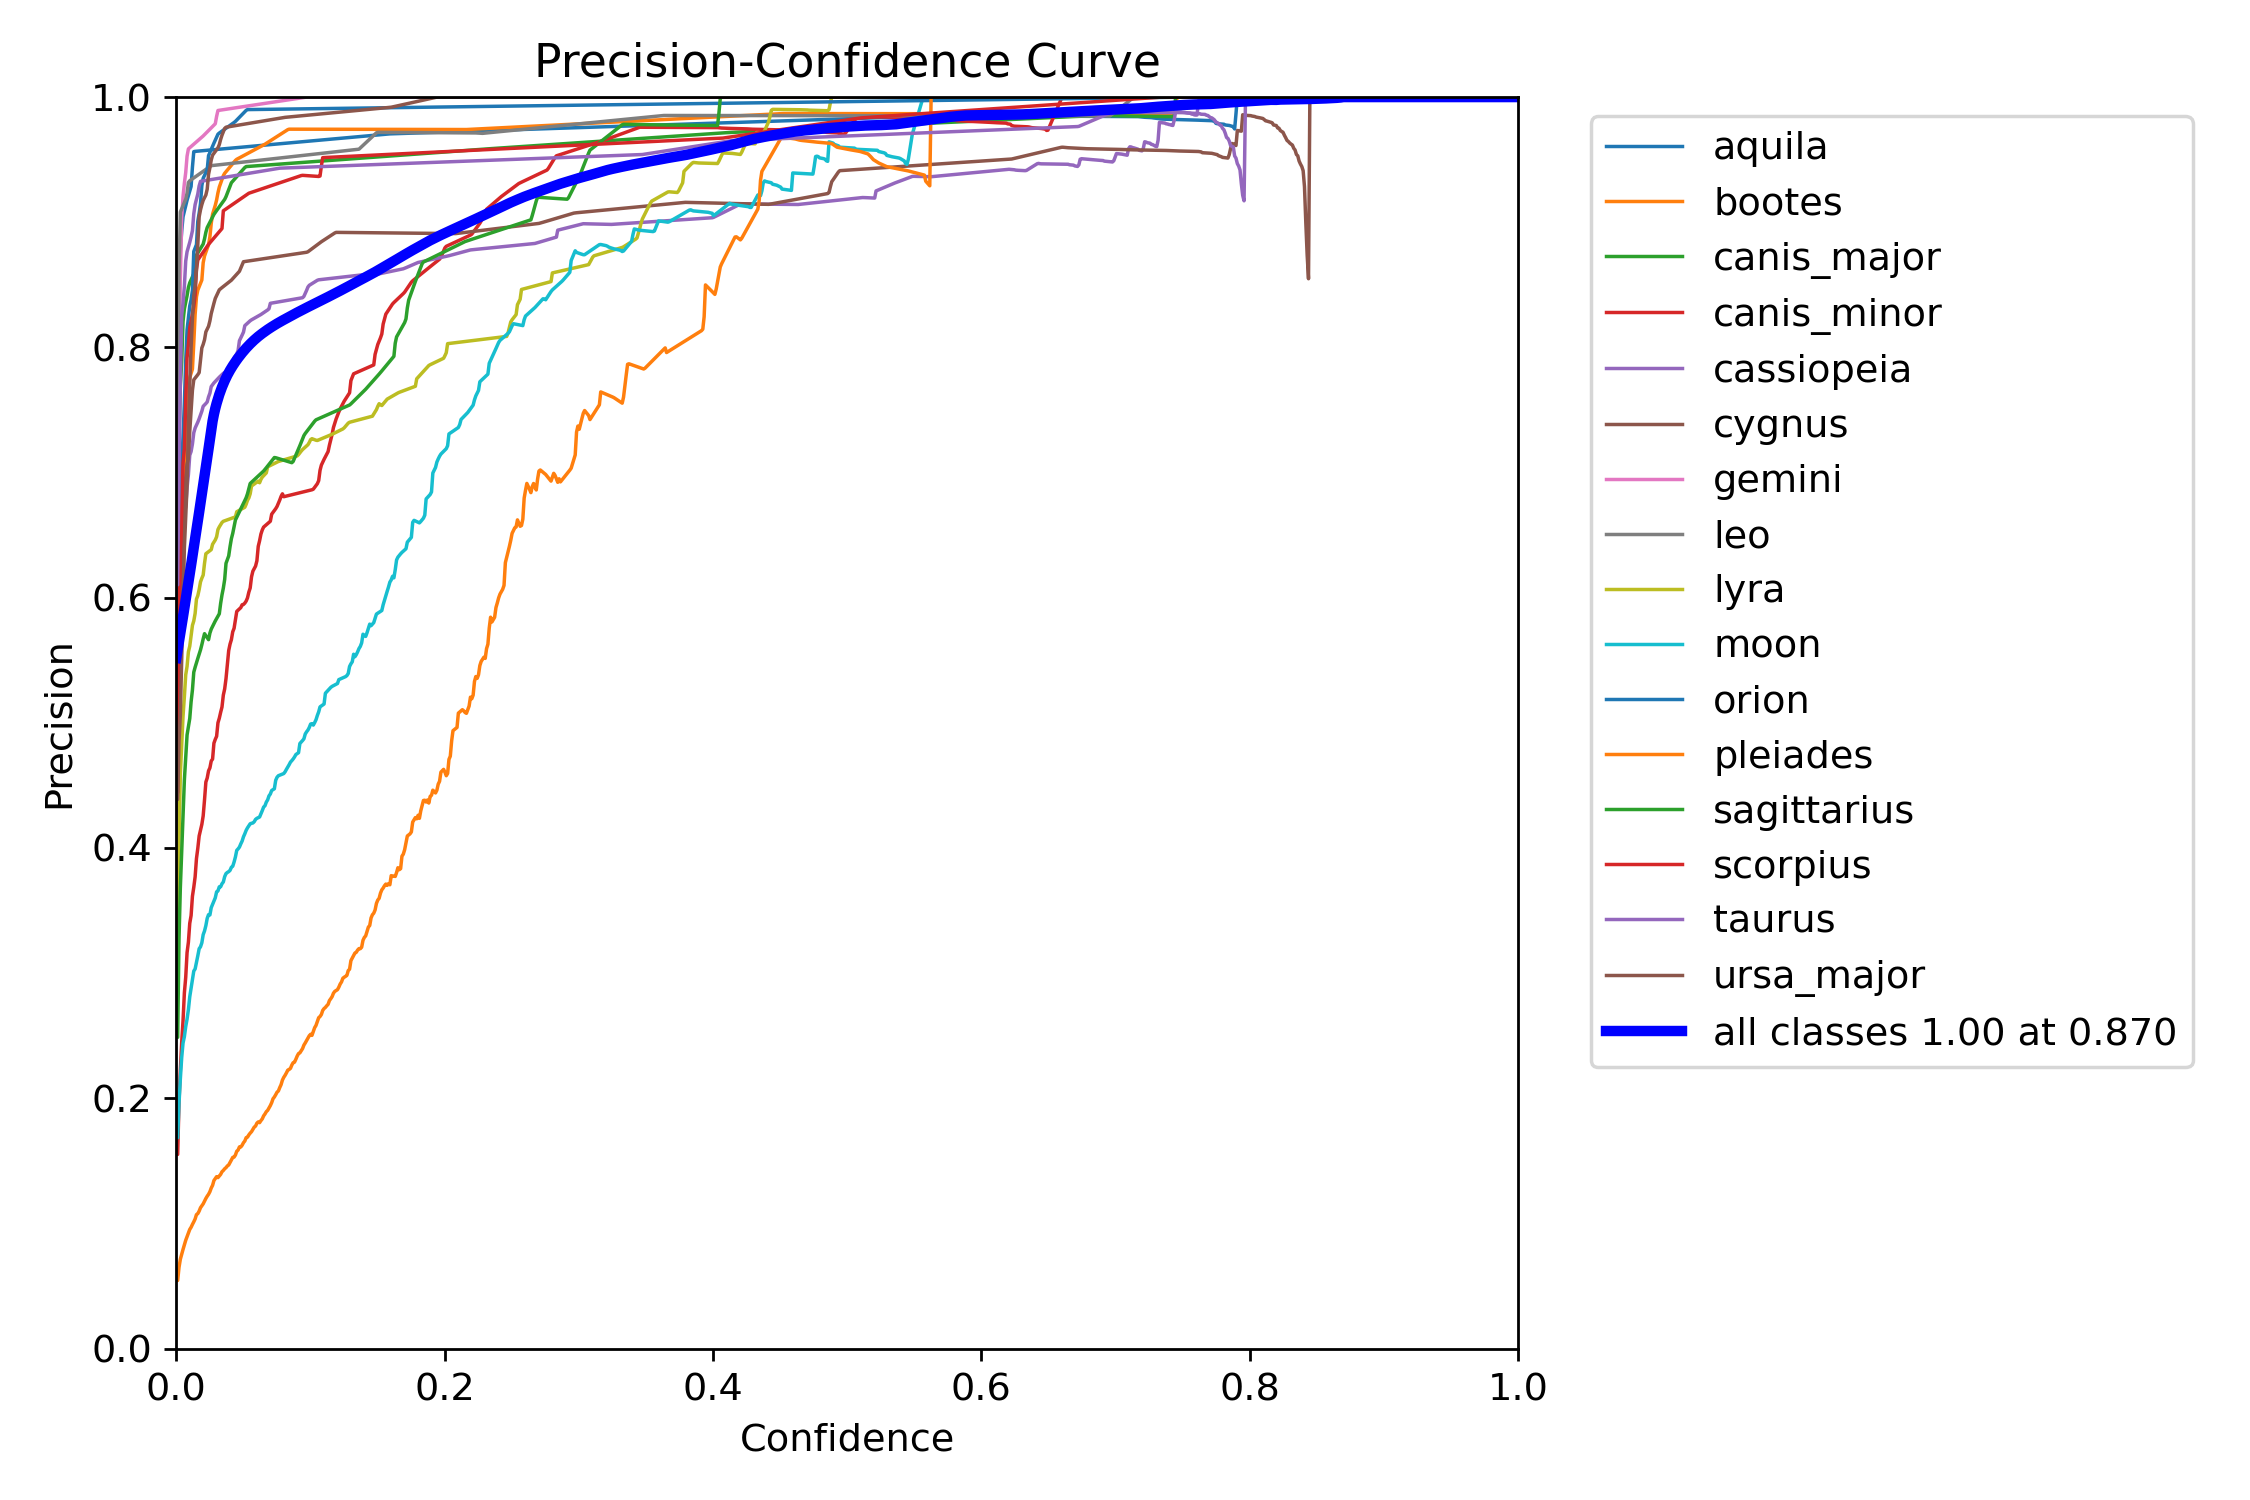 Precision-Confidence Curve
1.0
0.8
0.6
0.4
0.2
0.0
Precision
0.0 0.2 0.4 0.6 0.8 1.0
Confidence
aquila
bootes
canis_major
canis_minor
cassiopeia
cygnus
gemini
leo
lyra
moon
orion
pleiades
sagittarius
scorpius
taurus
ursa_major
all classes 1.00 at 0.870